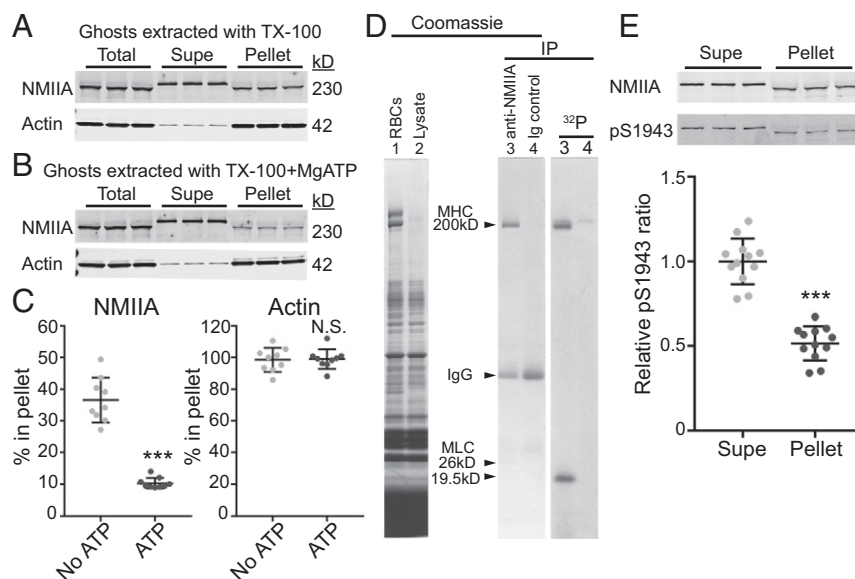 A
Ghosts extracted with TX-100
Total Supe Pellet kD
NMIIA 230
Actin 42
B
Ghosts extracted with TX-100+MgATP
Total Supe Pellet kD
NMIIA 230
Actin 42
C
NMIIA
% in pellet
60
50
40
30
20
10
0
***
No ATP
ATP
Actin
% in pellet
120
100
80
60
40
20
0
N.S.
No ATP
ATP
D
Coomassie
IP
RBCs
Lysate
anti-NMIIA
Ig control
32P
1 2 3 4 3 4
MHC
200kD
IgG
MLC
26kD
19.5kD
E
Supe Pellet
NMIIA
pS1943
Relative pS1943 ratio
1.5
1.0
0.5
0.0
***
Supe Pellet